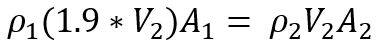 ρ₁(1.9 * V₂)A₁ = ρ₂V₂A₂